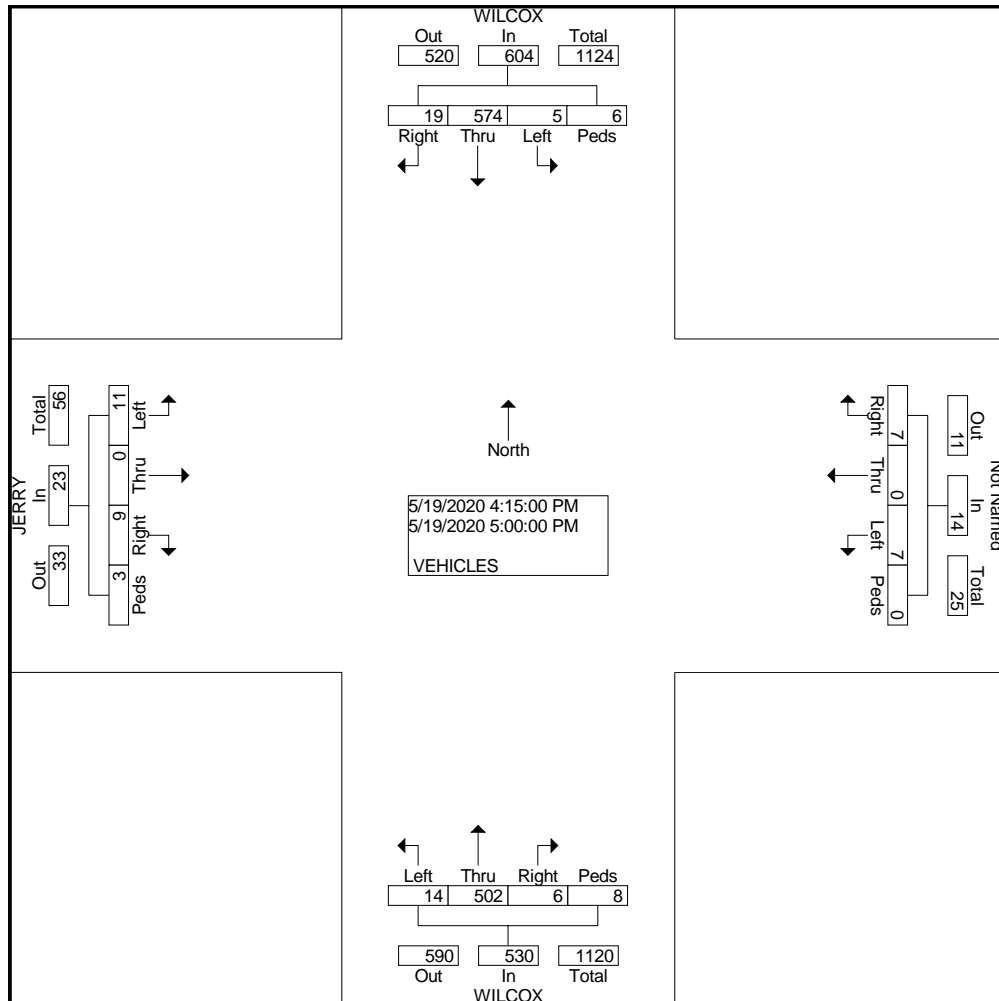 WILCOX
Out In Total
520 604 1124
19 574 5 6
Right Thru Left Peds
JERRY
Total In Out
56 23 33
11 0 9 3
Left Thru Right Peds
North
5/19/2020 4:15:00 PM
5/19/2020 5:00:00 PM
VEHICLES
Not Named
Out In Total
11 14 25
7 0 7 0
Right Thru Left Peds
Left Thru Right Peds
14 502 6 8
590 530 1120
Out In Total
WILCOX